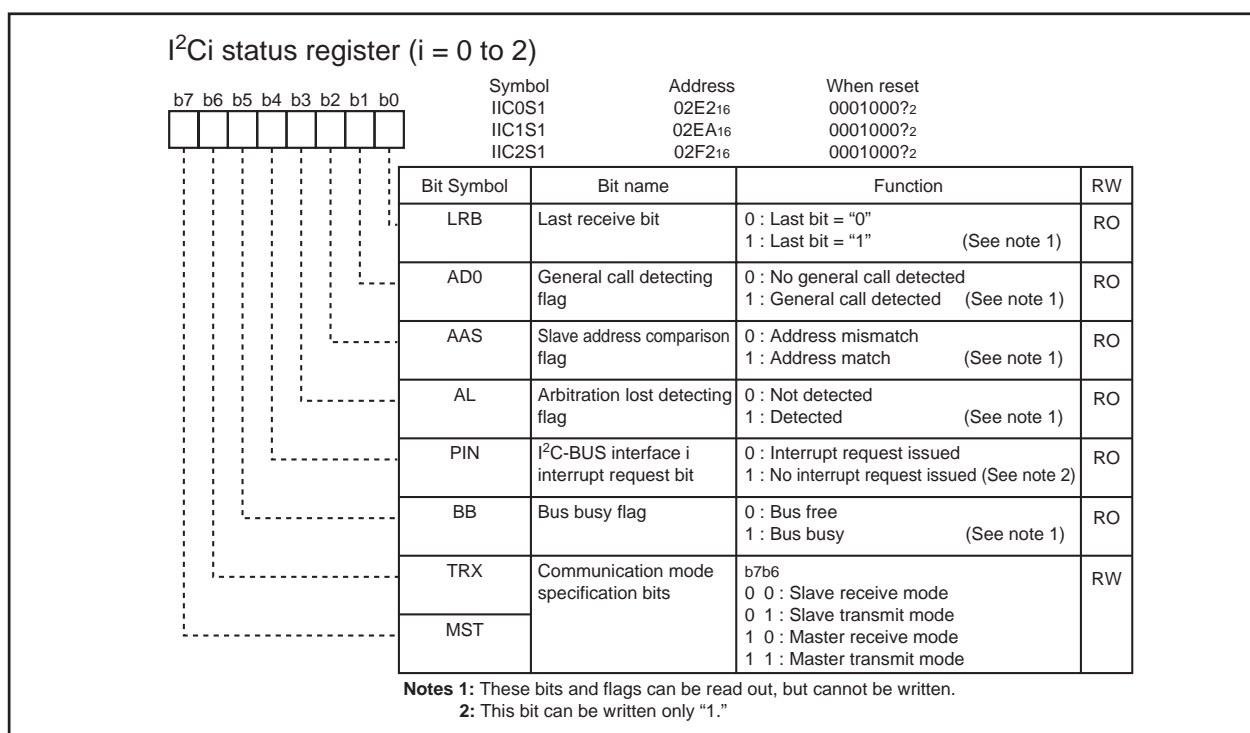 I²Ci status register (i = 0 to 2)
b7 b6 b5 b4 b3 b2 b1 b0
Symbol Address When reset
IIC0S1 02E2₁₆ 0001000?₂
IIC1S1 02EA₁₆ 0001000?₂
IIC2S1 02F2₁₆ 0001000?₂
Bit Symbol Bit name Function RW
LRB Last receive bit 0 : Last bit = “0” RO
1 : Last bit = “1” (See note 1)
AD0 General call detecting 0 : No general call detected RO
flag 1 : General call detected (See note 1)
AAS Slave address comparison 0 : Address mismatch RO
flag 1 : Address match (See note 1)
AL Arbitration lost detecting 0 : Not detected RO
flag 1 : Detected (See note 1)
PIN I²C-BUS interface i 0 : Interrupt request issued RO
interrupt request bit 1 : No interrupt request issued (See note 2)
BB Bus busy flag 0 : Bus free RO
1 : Bus busy (See note 1)
TRX Communication mode b7b6 RW
specification bits 0 0 : Slave receive mode
0 1 : Slave transmit mode
MST 1 0 : Master receive mode
1 1 : Master transmit mode
Notes 1: These bits and flags can be read out, but cannot be written.
2: This bit can be written only “1.”